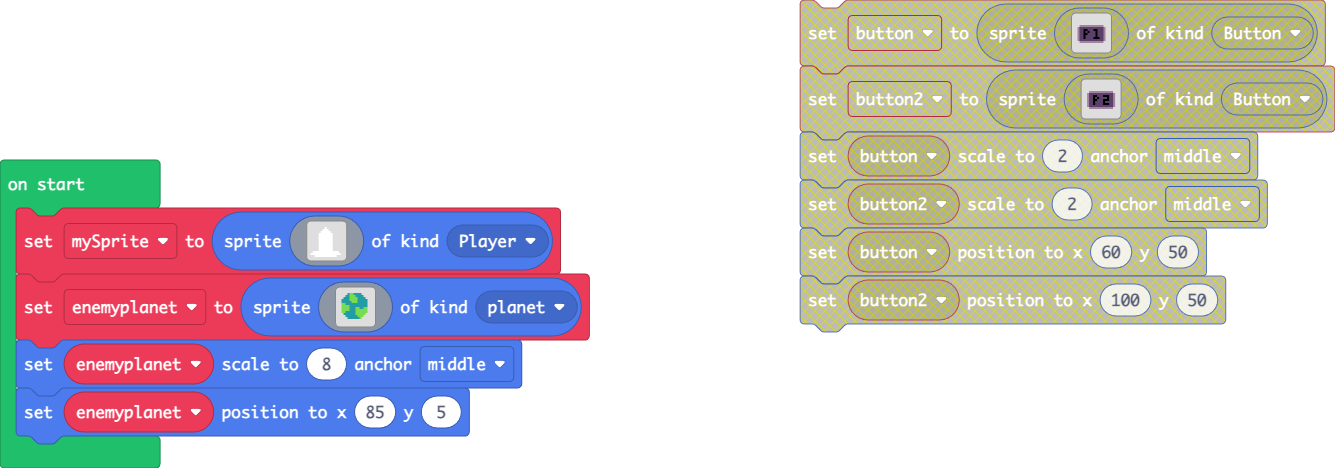 on start
set mySprite to sprite of kind Player
set enemyplanet to sprite of kind planet
set enemyplanet scale to 8 anchor middle
set enemyplanet position to x 85 y 5
set button to sprite P1 of kind Button
set button2 to sprite P2 of kind Button
set button scale to 2 anchor middle
set button2 scale to 2 anchor middle
set button position to x 60 y 50
set button2 position to x 100 y 50